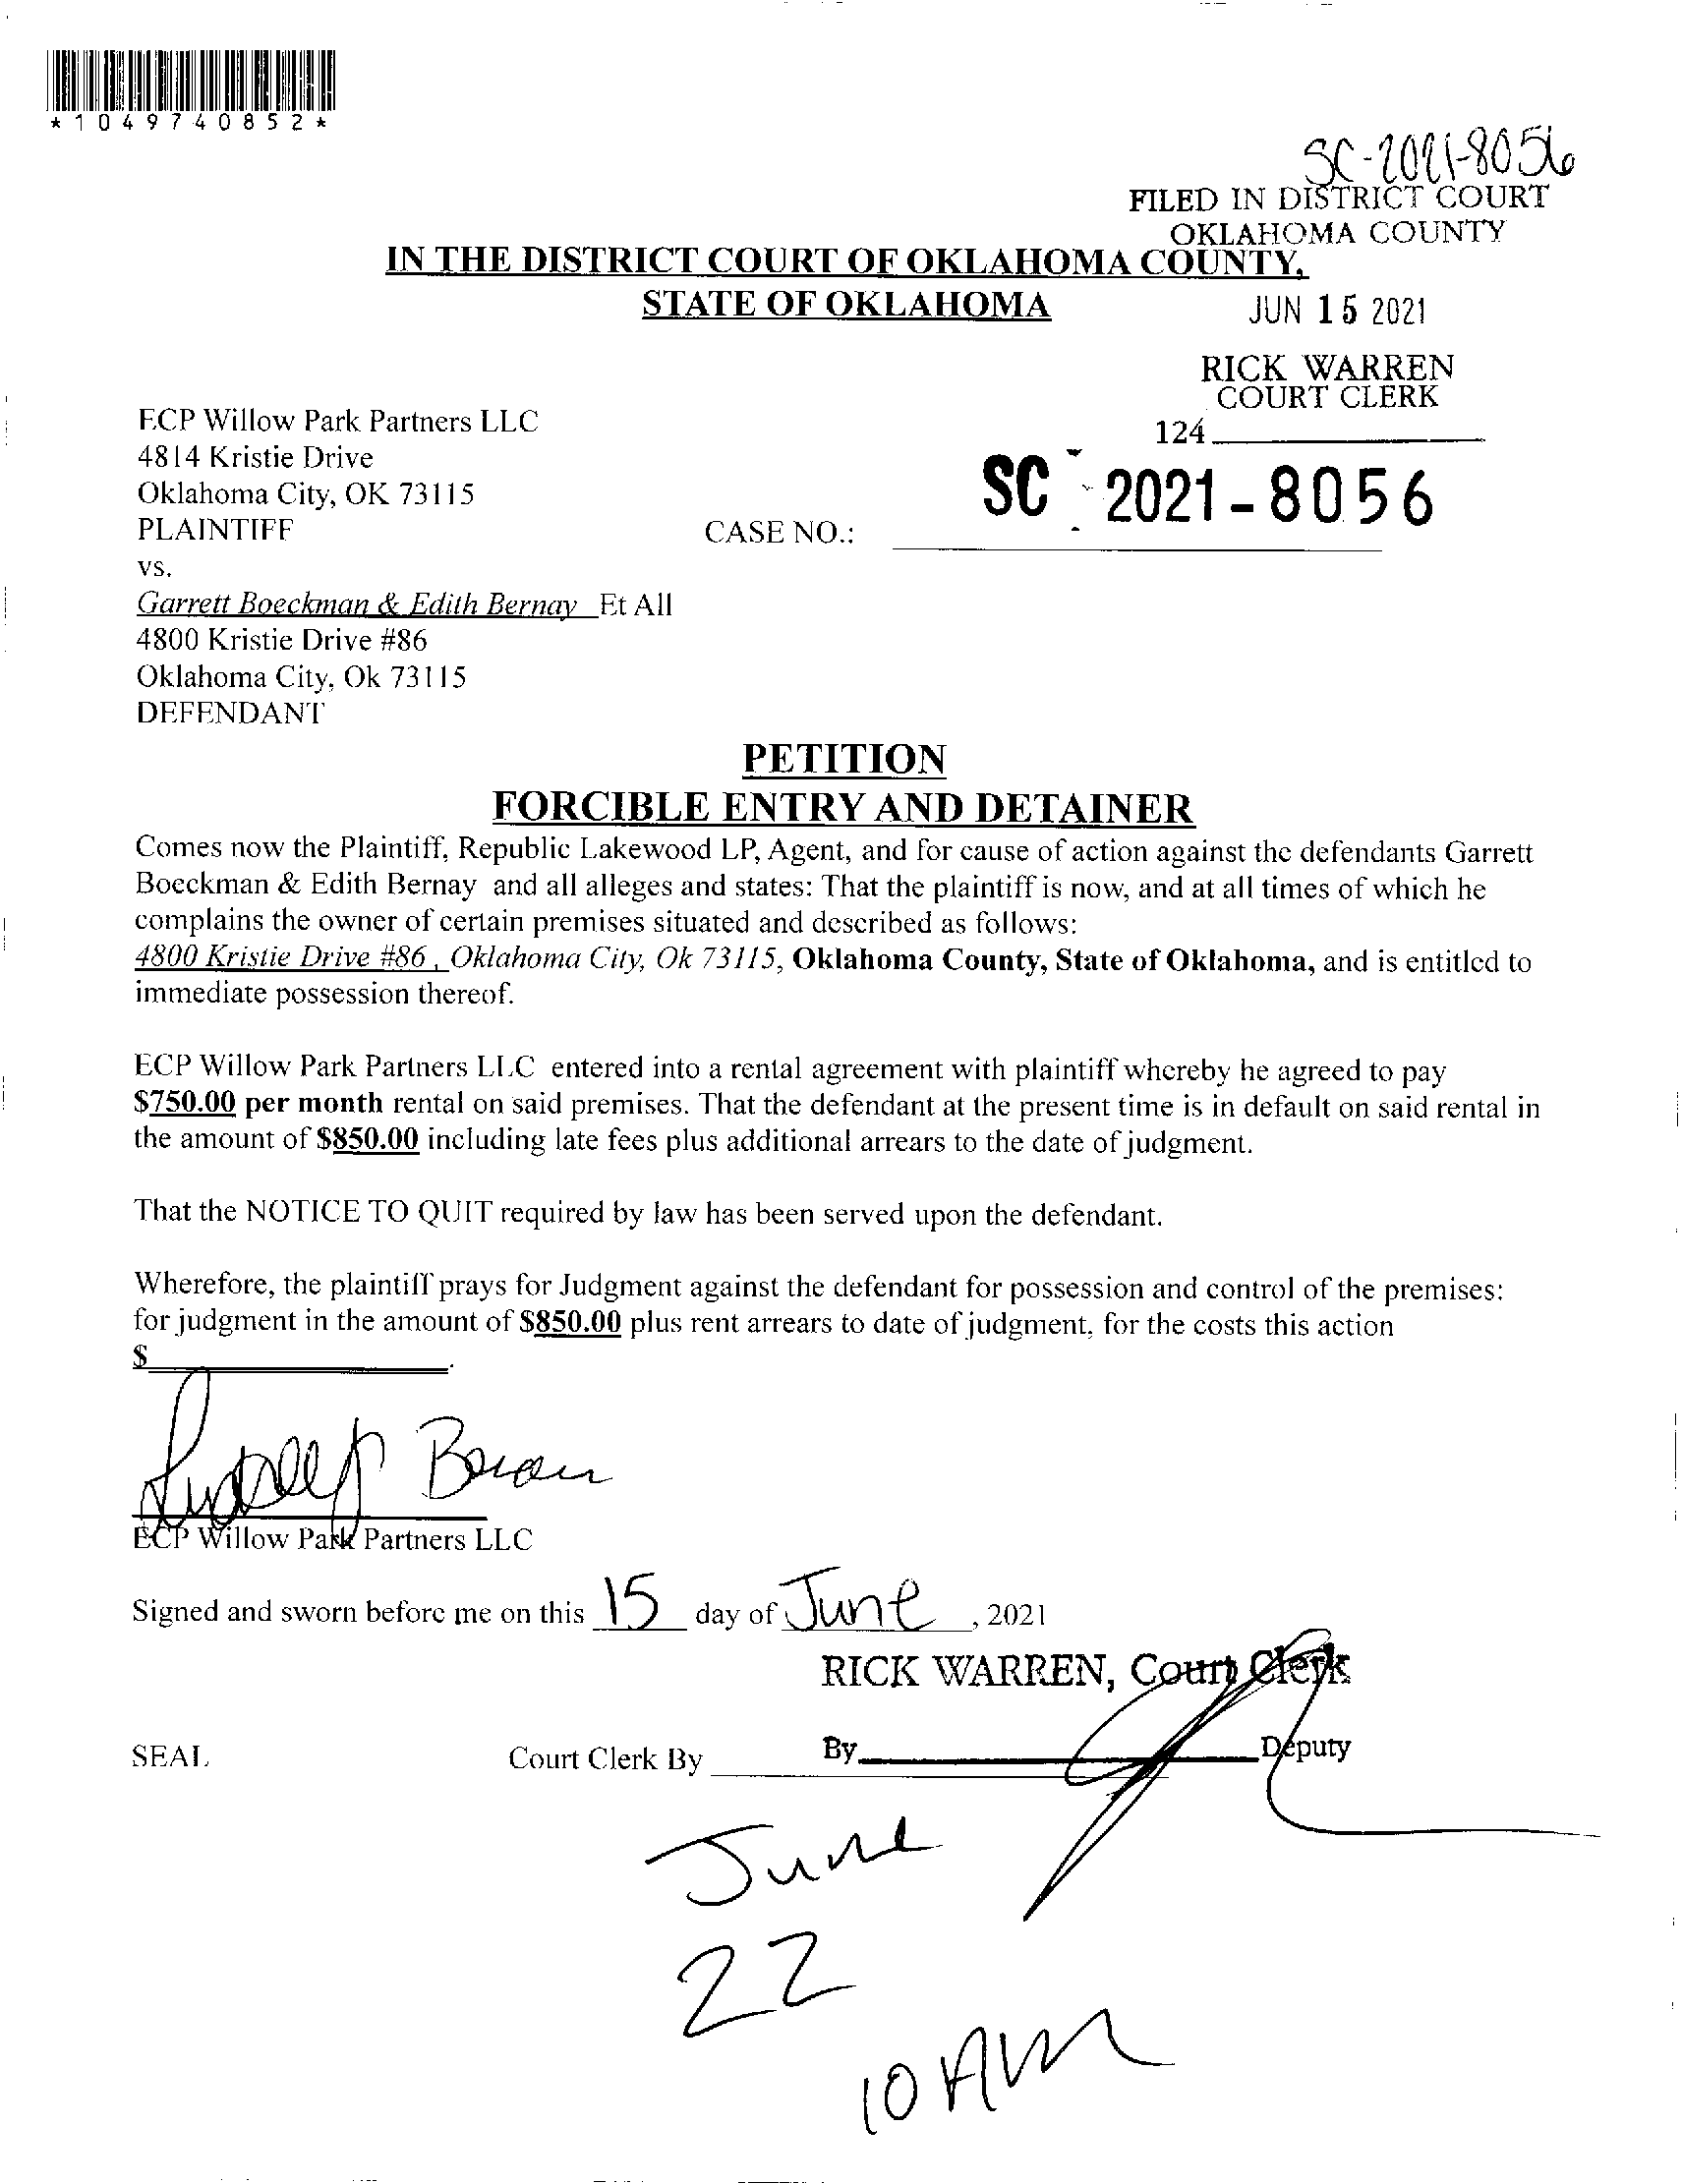 *1049740852*
SC-2021-8056
FILED IN DISTRICT COURT
OKLAHOMA COUNTY
IN THE DISTRICT COURT OF OKLAHOMA COUNTY,
STATE OF OKLAHOMA
JUN 15 2021
RICK WARREN
COURT CLERK
124
ECP Willow Park Partners LLC
4814 Kristie Drive
Oklahoma City, OK 73115
PLAINTIFF
CASE NO.: SC - 2021-8056
vs.
Garrett Boeckman & Edith Bernay Et All
4800 Kristie Drive #86
Oklahoma City, Ok 73115
DEFENDANT
PETITION
FORCIBLE ENTRY AND DETAINER
Comes now the Plaintiff, Republic Lakewood LP, Agent, and for cause of action against the defendants Garrett
Boeckman & Edith Bernay and all alleges and states: That the plaintiff is now, and at all times of which he
complains the owner of certain premises situated and described as follows:
4800 Kristie Drive #86 , Oklahoma City, Ok 73115, Oklahoma County, State of Oklahoma, and is entitled to
immediate possession thereof.
ECP Willow Park Partners LLC entered into a rental agreement with plaintiff whereby he agreed to pay
$750.00 per month rental on said premises. That the defendant at the present time is in default on said rental in
the amount of $850.00 including late fees plus additional arrears to the date of judgment.
That the NOTICE TO QUIT required by law has been served upon the defendant.
Wherefore, the plaintiff prays for Judgment against the defendant for possession and control of the premises:
for judgment in the amount of $850.00 plus rent arrears to date of judgment, for the costs this action
$ .
ECP Willow Park Partners LLC
Signed and sworn before me on this 15 day of June , 2021
RICK WARREN, Court Clerk
SEAL Court Clerk By By Deputy
June
22
10 AM